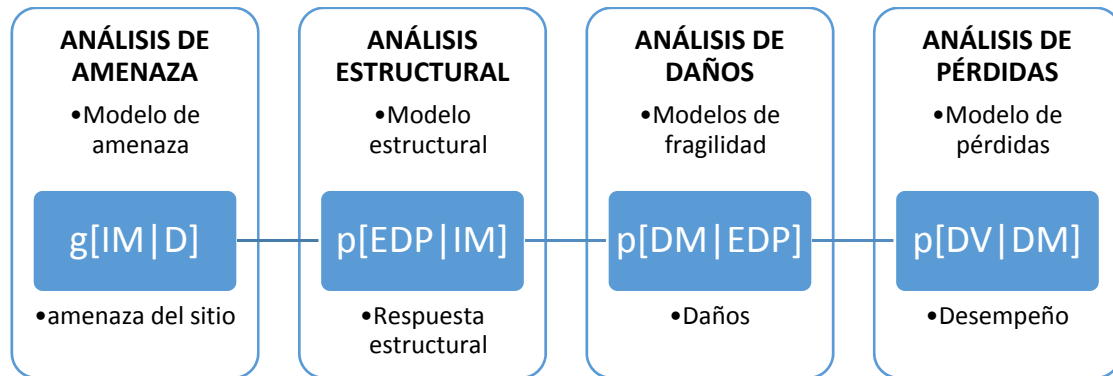 ANÁLISIS DE
AMENAZA
•Modelo de
amenaza
g[IM|D]
•amenaza del sitio
ANÁLISIS
ESTRUCTURAL
•Modelo
estructural
p[EDP|IM]
•Respuesta
estructural
ANÁLISIS DE
DAÑOS
•Modelos de
fragilidad
p[DM|EDP]
•Daños
ANÁLISIS DE
PÉRDIDAS
•Modelo de
pérdidas
p[DV|DM]
•Desempeño